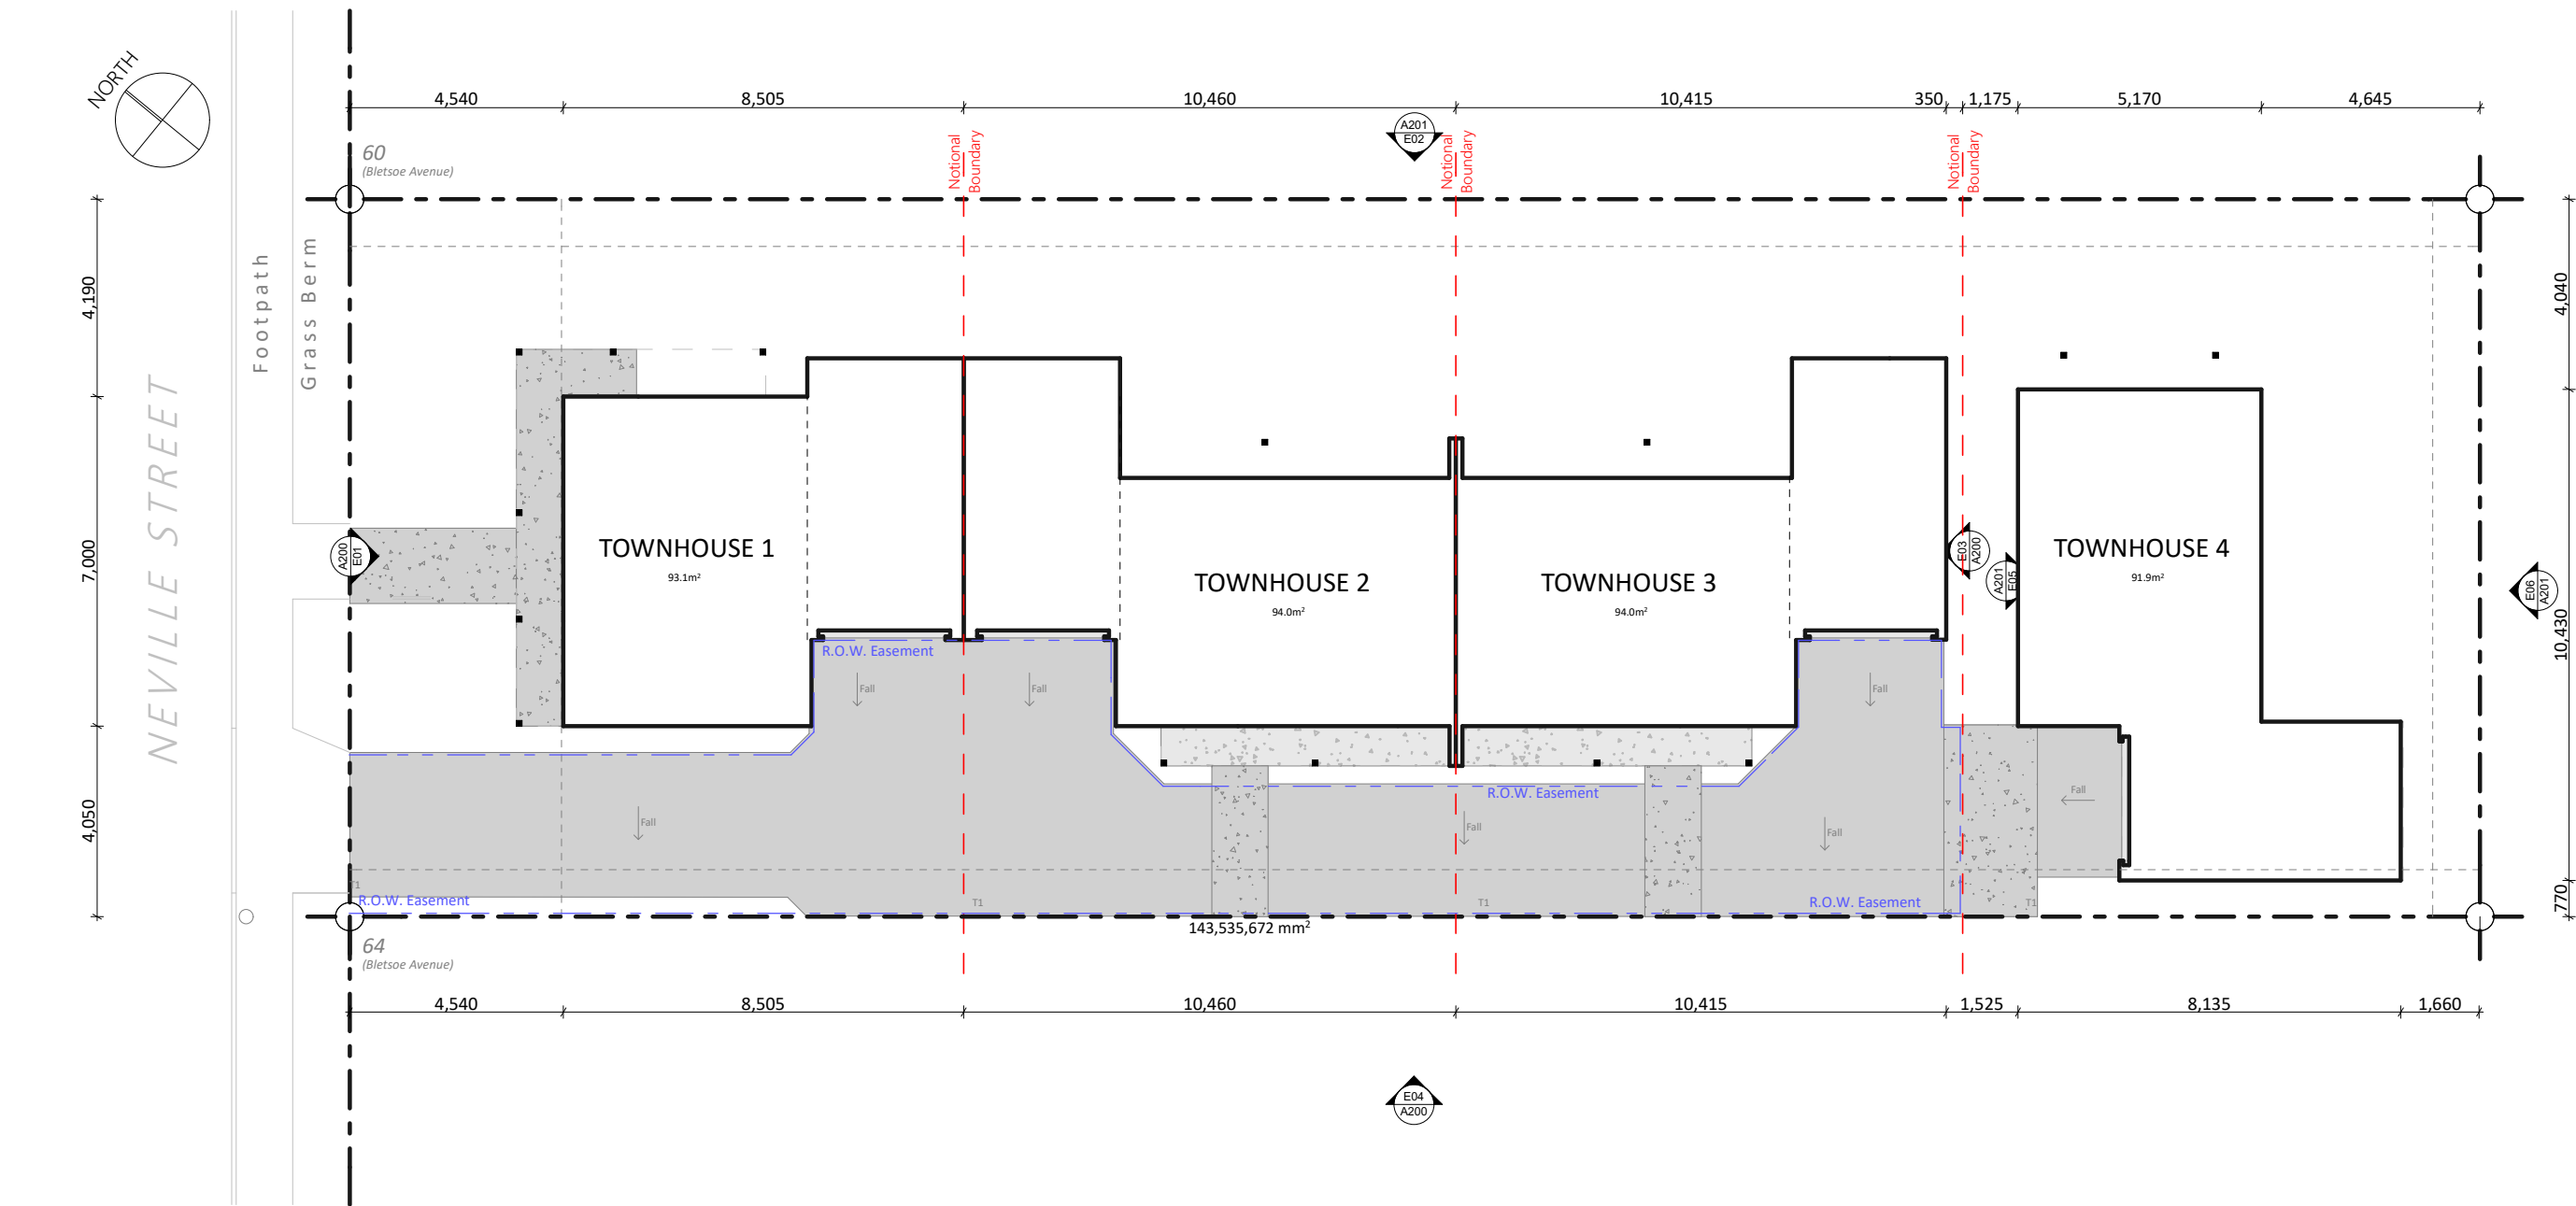 NORTH
4,540
8,505
10,460
10,415
350
1,175
5,170
4,645
A201
E02
60
(Bletsoe Avenue)
Notional
Boundary
Notional
Boundary
Notional
Boundary
Footpath
Grass Berm
NEVILLE STREET
4,190
7,000
4,050
4,040
10,430
770
A200
E01
TOWNHOUSE 1
93.1m²
TOWNHOUSE 2
94.0m²
TOWNHOUSE 3
94.0m²
E03
A200
A201
E05
TOWNHOUSE 4
91.9m²
E06
A201
R.O.W. Easement
Fall
Fall
Fall
Fall
R.O.W. Easement
Fall
Fall
Fall
T1
R.O.W. Easement
T1
T1
R.O.W. Easement
T1
143,535,672 mm²
64
(Bletsoe Avenue)
4,540
8,505
10,460
10,415
1,525
8,135
1,660
E04
A200